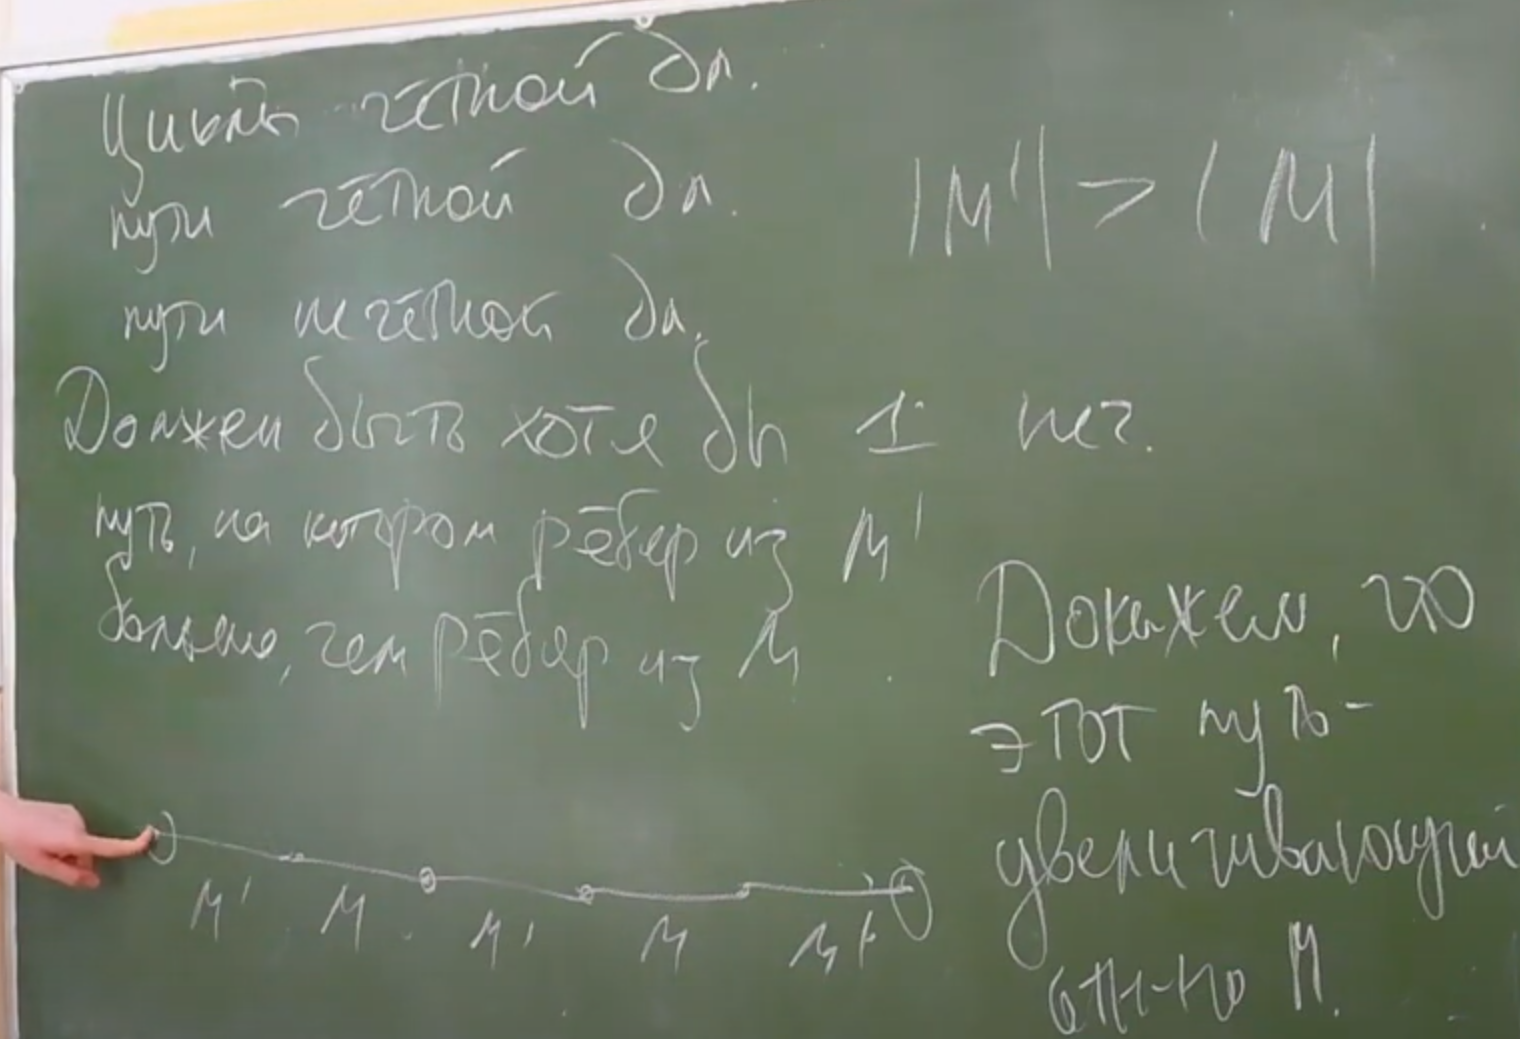 Циклы чётной дл.
пути чётной дл.
пути нечётной дл.
|M'| > |M|
Должен быть хотя бы 1 неч.
путь, на котором рёбер из M'
больше, чем рёбер из M.
Докажем, что
этот путь -
увеличивающий
отн-но M.
M' M M' M M'